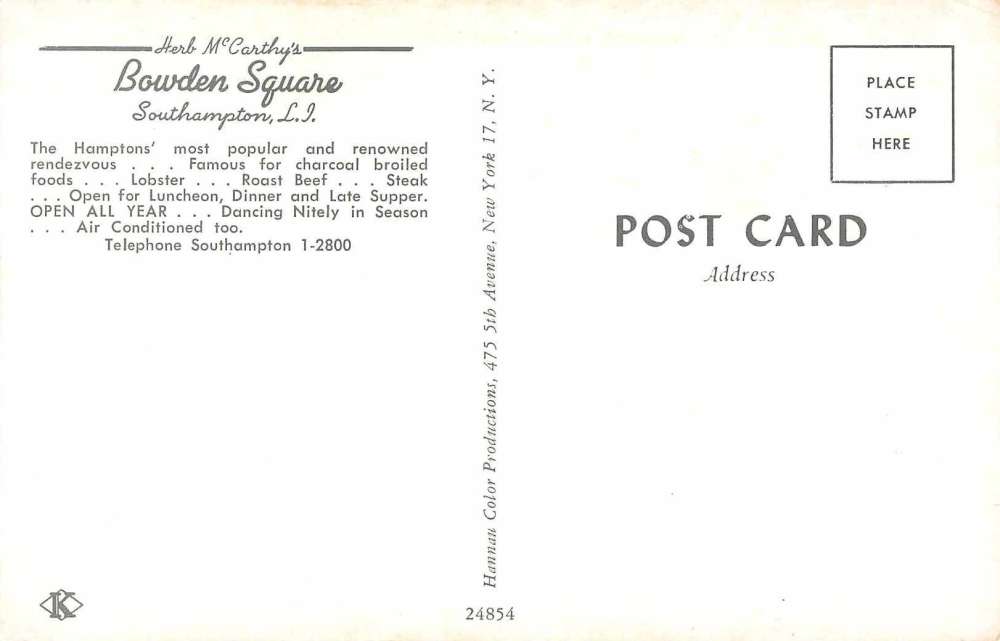 Herb McCarthy's
Bowden Square
Southampton, L.I.
The Hamptons' most popular and renowned
rendezvous . . . Famous for charcoal broiled
foods . . . Lobster . . . Roast Beef . . . Steak
. . . Open for Luncheon, Dinner and Late Supper.
OPEN ALL YEAR . . . Dancing Nitely in Season
. . . Air Conditioned too.
Telephone Southampton 1-2800
K
Hannau Color Productions, 475 5th Avenue, New York 17, N. Y.
24854
PLACE
STAMP
HERE
POST CARD
Address